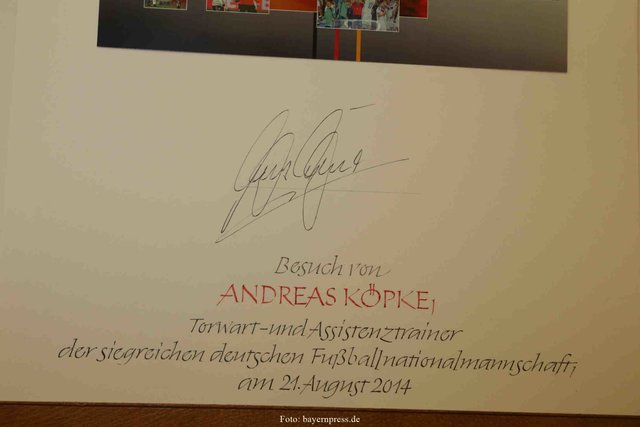 Besuch von
ANDREAS KÖPKE,
Torwart- und Assistenztrainer
der siegreichen deutschen Fußballnationalmannschaft,
am 21. August 2014
Foto: bayernpress.de